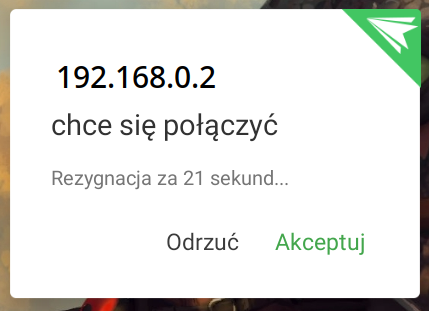 192.168.0.2
chce się połączyć
Rezygnacja za 21 sekund...
Odrzuć Akceptuj